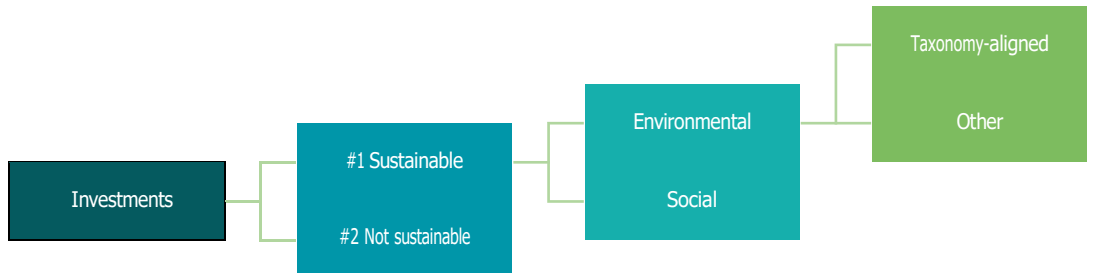 Investments
#1 Sustainable
#2 Not sustainable
Environmental
Social
Taxonomy-aligned
Other